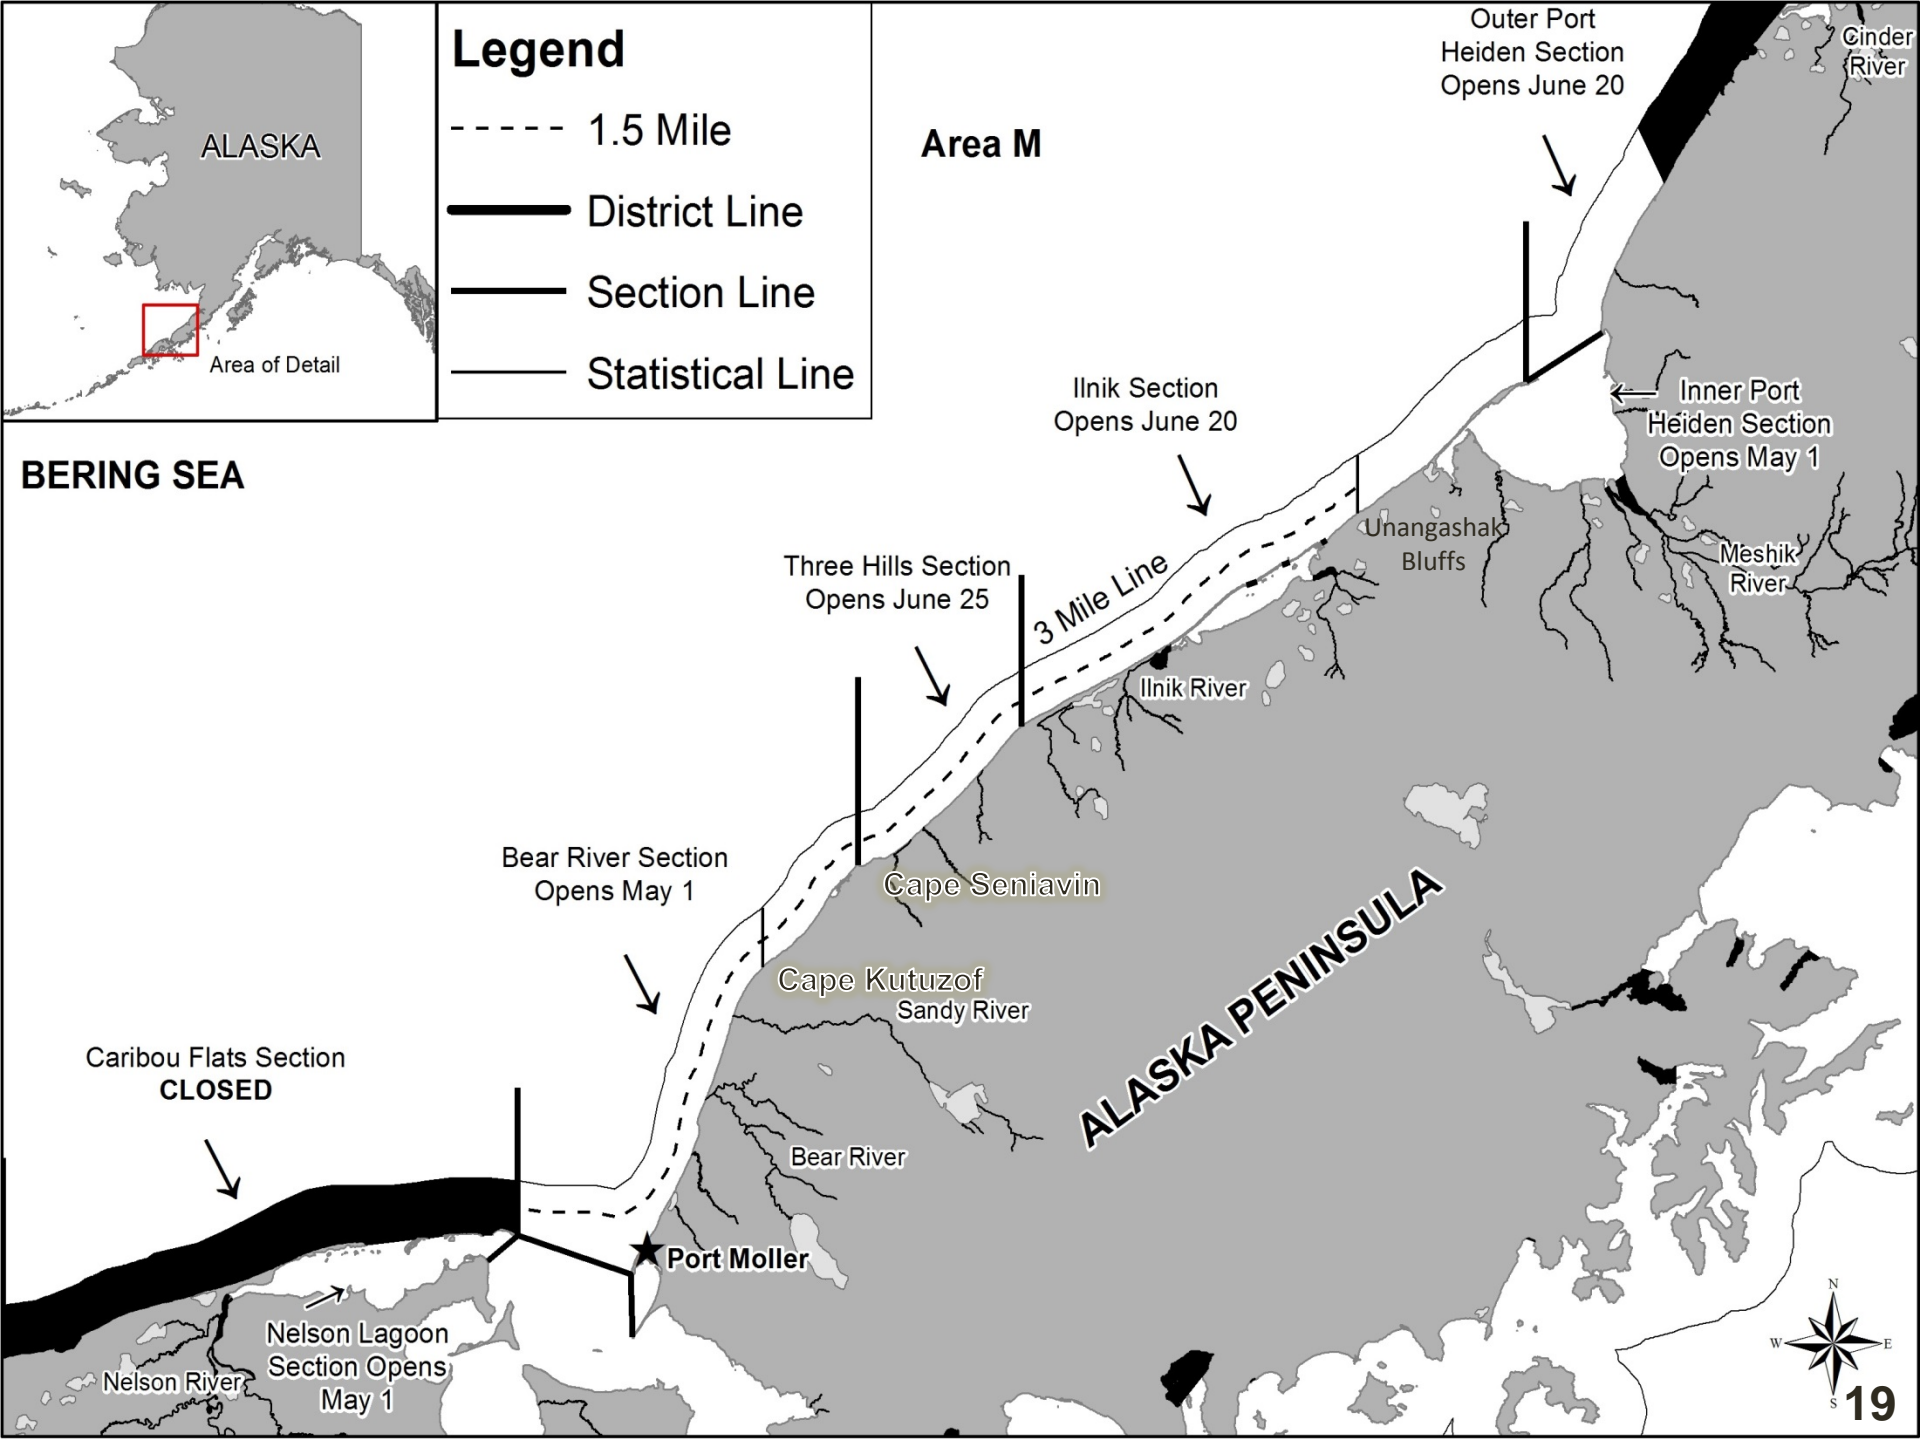 Legend
1.5 Mile
District Line
Section Line
Statistical Line
ALASKA
Area of Detail
BERING SEA
Area M
Outer Port
Heiden Section
Opens June 20
Cinder
River
Ilnik Section
Opens June 20
Inner Port
Heiden Section
Opens May 1
Unangashak
Bluffs
Meshik
River
3 Mile Line
Three Hills Section
Opens June 25
Ilnik River
Bear River Section
Opens May 1
Cape Seniavin
Cape Kutuzof
Sandy River
ALASKA PENINSULA
Caribou Flats Section
CLOSED
Bear River
Port Moller
Nelson Lagoon
Section Opens
May 1
Nelson River
N
W
E
S
19